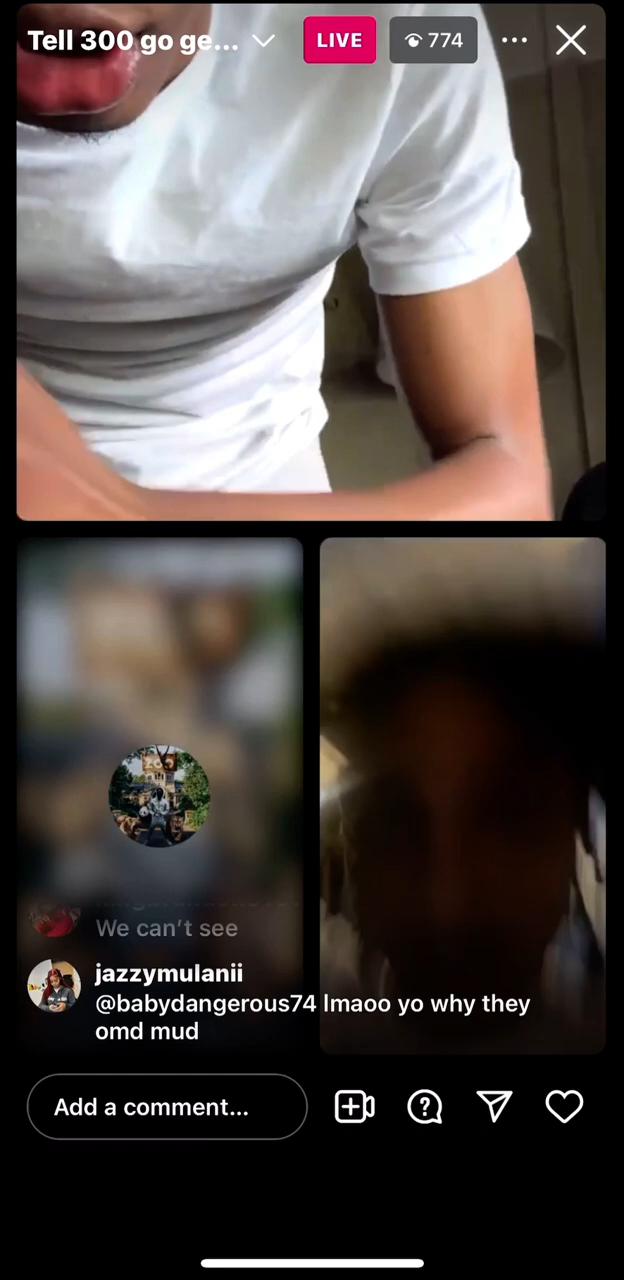 Tell 300 go ge...
LIVE
774
We can't see
jazzymulanii
@babydangerous74 lmaoo yo why they
omd mud
Add a comment...